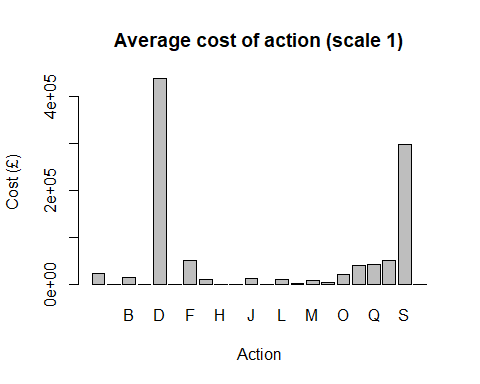 Average cost of action (scale 1)
4e+05
2e+05
0e+00
Cost (£)
B D F H J L M O Q S
Action